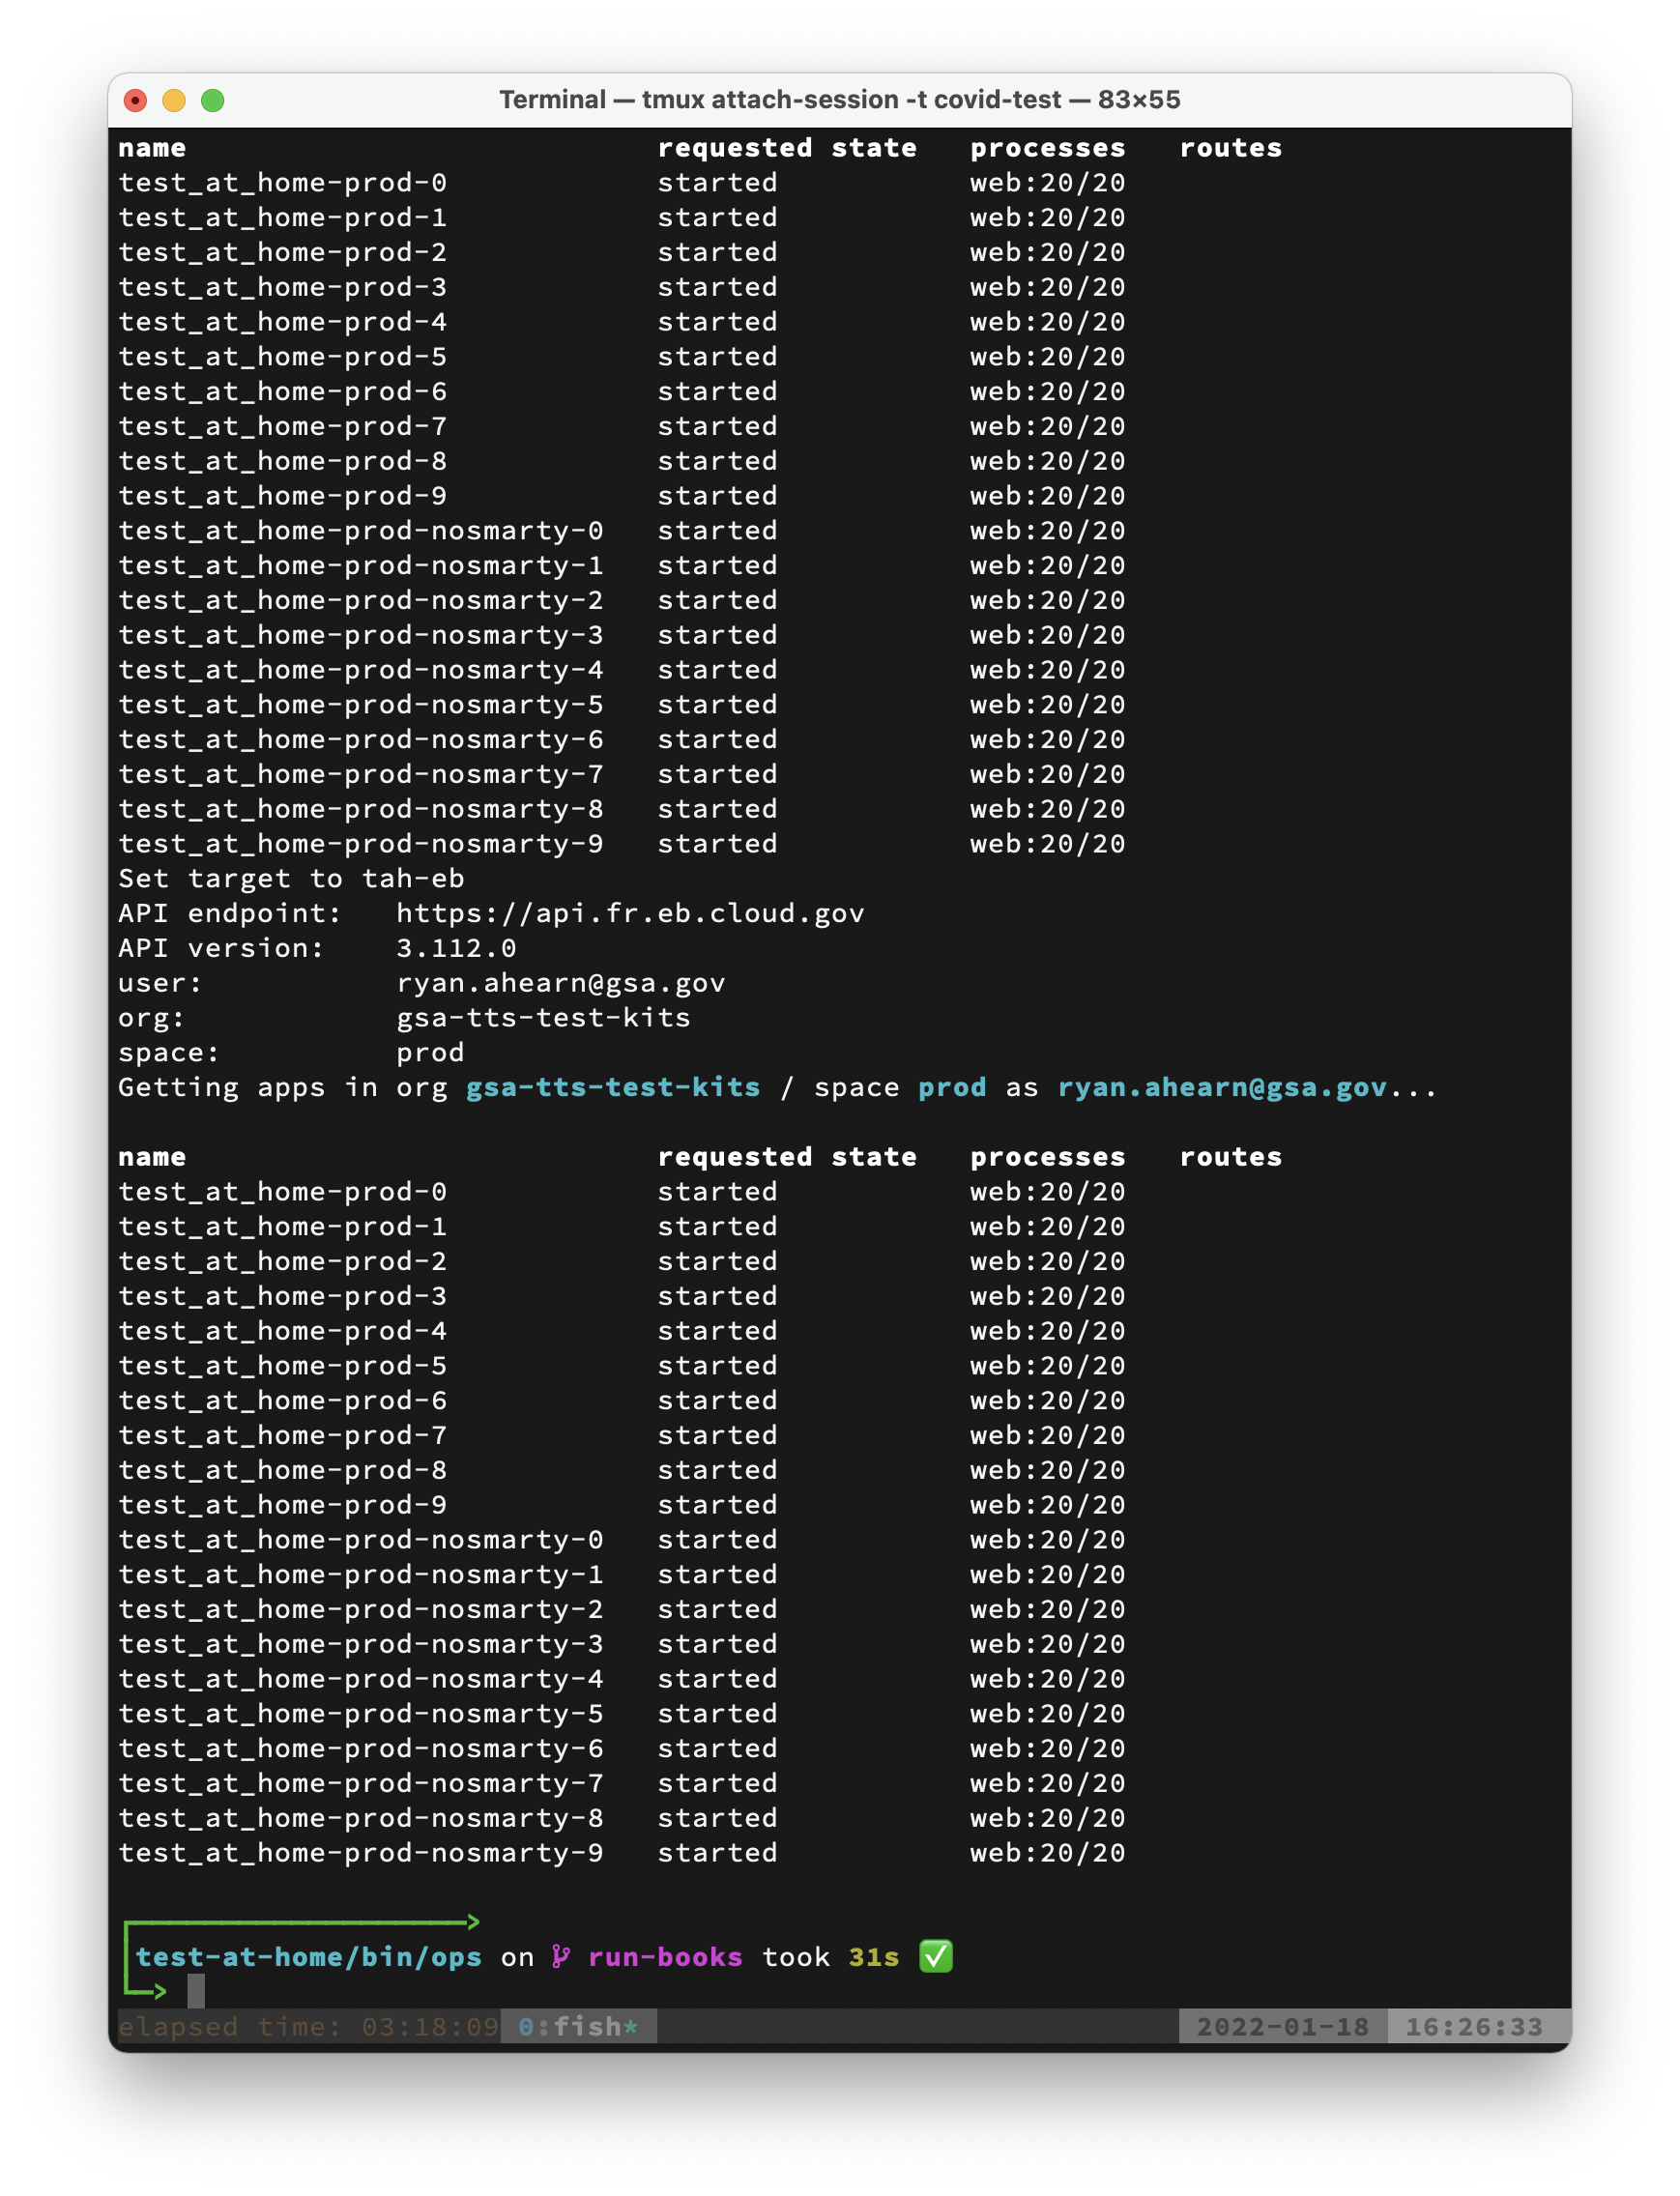 Terminal — tmux attach-session -t covid-test — 83×55
name requested state processes routes
test_at_home-prod-0 started web:20/20
test_at_home-prod-1 started web:20/20
test_at_home-prod-2 started web:20/20
test_at_home-prod-3 started web:20/20
test_at_home-prod-4 started web:20/20
test_at_home-prod-5 started web:20/20
test_at_home-prod-6 started web:20/20
test_at_home-prod-7 started web:20/20
test_at_home-prod-8 started web:20/20
test_at_home-prod-9 started web:20/20
test_at_home-prod-nosmarty-0 started web:20/20
test_at_home-prod-nosmarty-1 started web:20/20
test_at_home-prod-nosmarty-2 started web:20/20
test_at_home-prod-nosmarty-3 started web:20/20
test_at_home-prod-nosmarty-4 started web:20/20
test_at_home-prod-nosmarty-5 started web:20/20
test_at_home-prod-nosmarty-6 started web:20/20
test_at_home-prod-nosmarty-7 started web:20/20
test_at_home-prod-nosmarty-8 started web:20/20
test_at_home-prod-nosmarty-9 started web:20/20
Set target to tah-eb
API endpoint: https://api.fr.eb.cloud.gov
API version: 3.112.0
user: ryan.ahearn@gsa.gov
org: gsa-tts-test-kits
space: prod
Getting apps in org gsa-tts-test-kits / space prod as ryan.ahearn@gsa.gov...
name requested state processes routes
test_at_home-prod-0 started web:20/20
test_at_home-prod-1 started web:20/20
test_at_home-prod-2 started web:20/20
test_at_home-prod-3 started web:20/20
test_at_home-prod-4 started web:20/20
test_at_home-prod-5 started web:20/20
test_at_home-prod-6 started web:20/20
test_at_home-prod-7 started web:20/20
test_at_home-prod-8 started web:20/20
test_at_home-prod-9 started web:20/20
test_at_home-prod-nosmarty-0 started web:20/20
test_at_home-prod-nosmarty-1 started web:20/20
test_at_home-prod-nosmarty-2 started web:20/20
test_at_home-prod-nosmarty-3 started web:20/20
test_at_home-prod-nosmarty-4 started web:20/20
test_at_home-prod-nosmarty-5 started web:20/20
test_at_home-prod-nosmarty-6 started web:20/20
test_at_home-prod-nosmarty-7 started web:20/20
test_at_home-prod-nosmarty-8 started web:20/20
test_at_home-prod-nosmarty-9 started web:20/20
test-at-home/bin/ops on run-books took 31s ✅
elapsed time: 03:18:09 0:fish* 2022-01-18 16:26:33